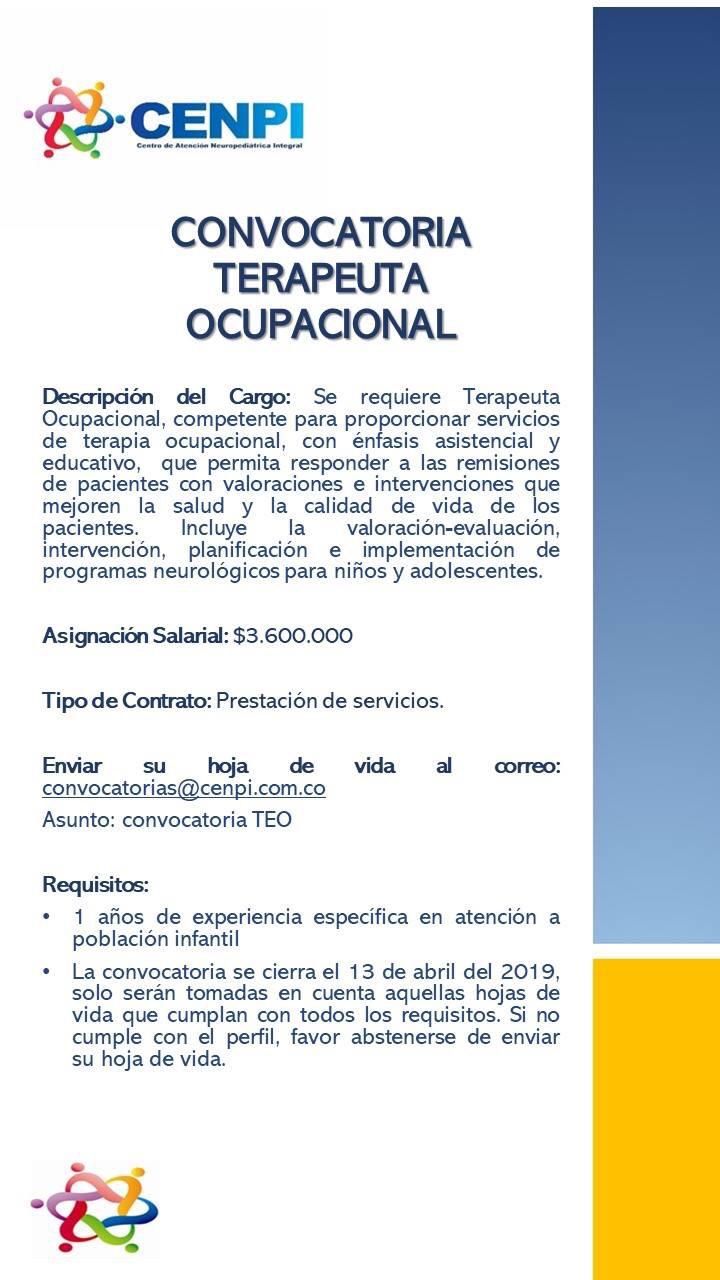 CENPI
Centro de Atención Neuropediátrica Integral
CONVOCATORIA
TERAPEUTA
OCUPACIONAL
Descripción del Cargo: Se requiere Terapeuta
Ocupacional, competente para proporcionar servicios
de terapia ocupacional, con énfasis asistencial y
educativo, que permita responder a las remisiones
de pacientes con valoraciones e intervenciones que
mejoren la salud y la calidad de vida de los
pacientes. Incluye la valoración-evaluación,
intervención, planificación e implementación de
programas neurológicos para niños y adolescentes.
Asignación Salarial: $3.600.000
Tipo de Contrato: Prestación de servicios.
Enviar su hoja de vida al correo:
convocatorias@cenpi.com.co
Asunto: convocatoria TEO
Requisitos:
• 1 años de experiencia específica en atención a
población infantil
• La convocatoria se cierra el 13 de abril del 2019,
solo serán tomadas en cuenta aquellas hojas de
vida que cumplan con todos los requisitos. Si no
cumple con el perfil, favor abstenerse de enviar
su hoja de vida.